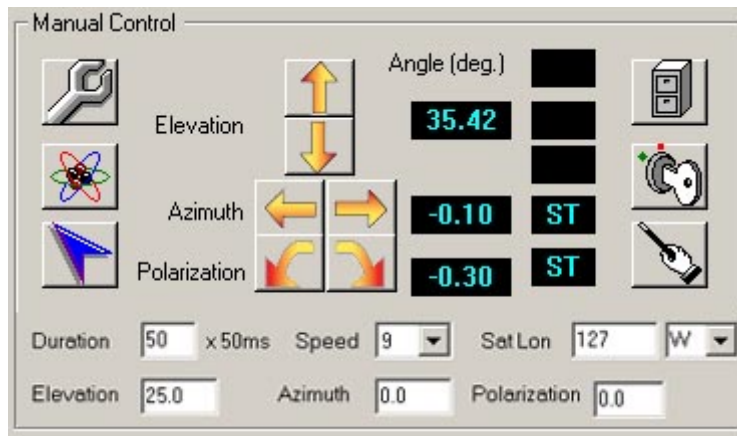 Manual Control
Angle (deg.)
Elevation 35.42
Azimuth -0.10 ST
Polarization -0.30 ST
Duration 50 x 50ms Speed 9 Sat Lon 127 W
Elevation 25.0 Azimuth 0.0 Polarization 0.0